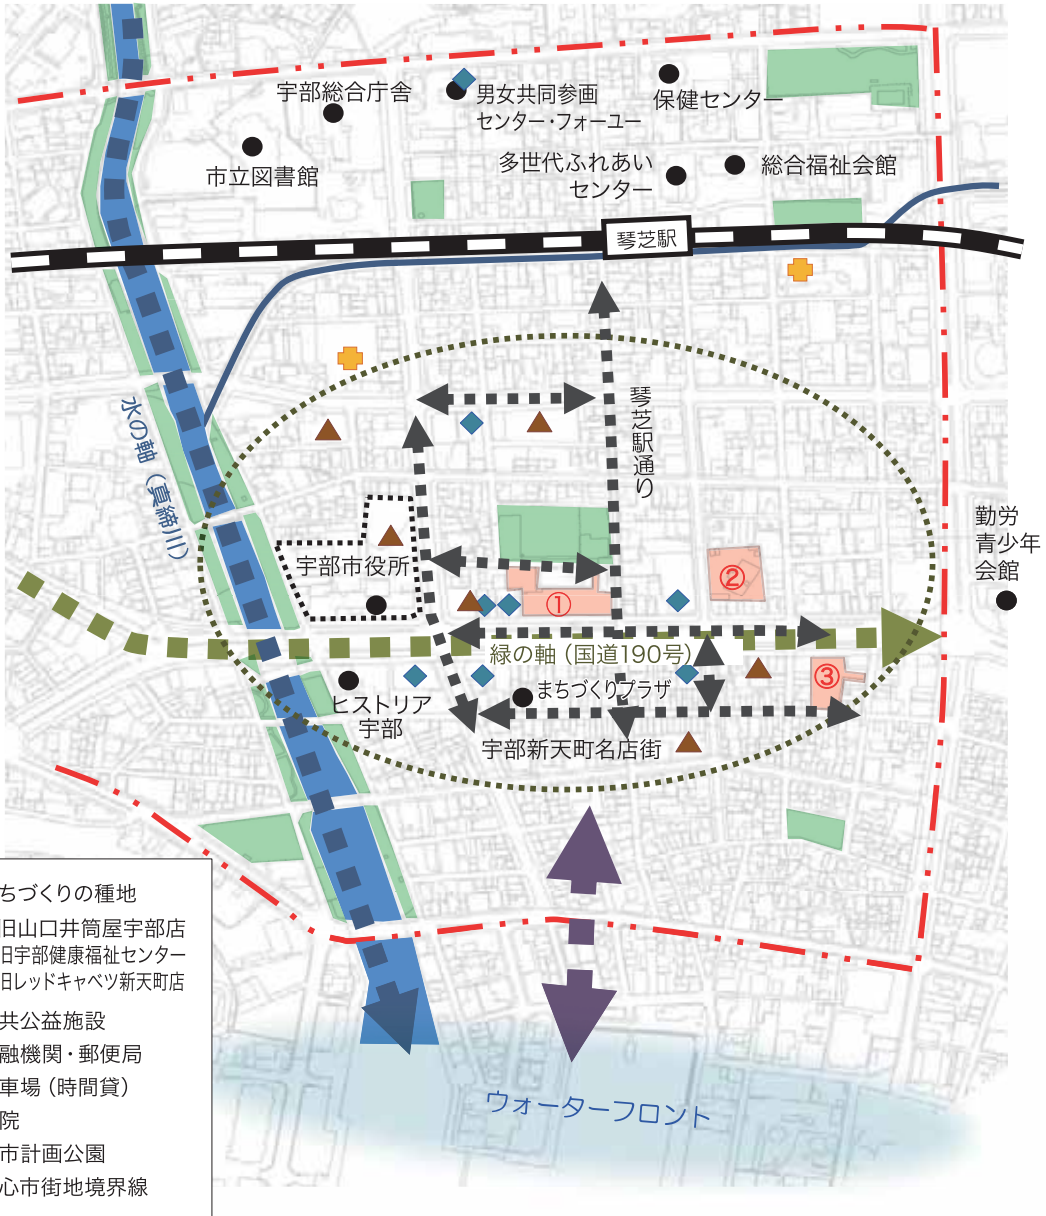 宇部総合庁舎
男女共同参画
センター・フォーユー
保健センター
市立図書館
多世代ふれあい
センター
総合福祉会館
琴芝駅
琴芝駅通り
水の軸（真締川）
宇部市役所
①
②
勤労
青少年
会館
緑の軸（国道190号）
③
ヒストリア
宇部
まちづくりプラザ
宇部新天町名店街
ウォーターフロント
ちづくりの種地
旧山口井筒屋宇部店
旧宇部健康福祉センター
旧レッドキャベツ新天町店
共公益施設
融機関・郵便局
車場（時間貸）
院
市計画公園
心市街地境界線